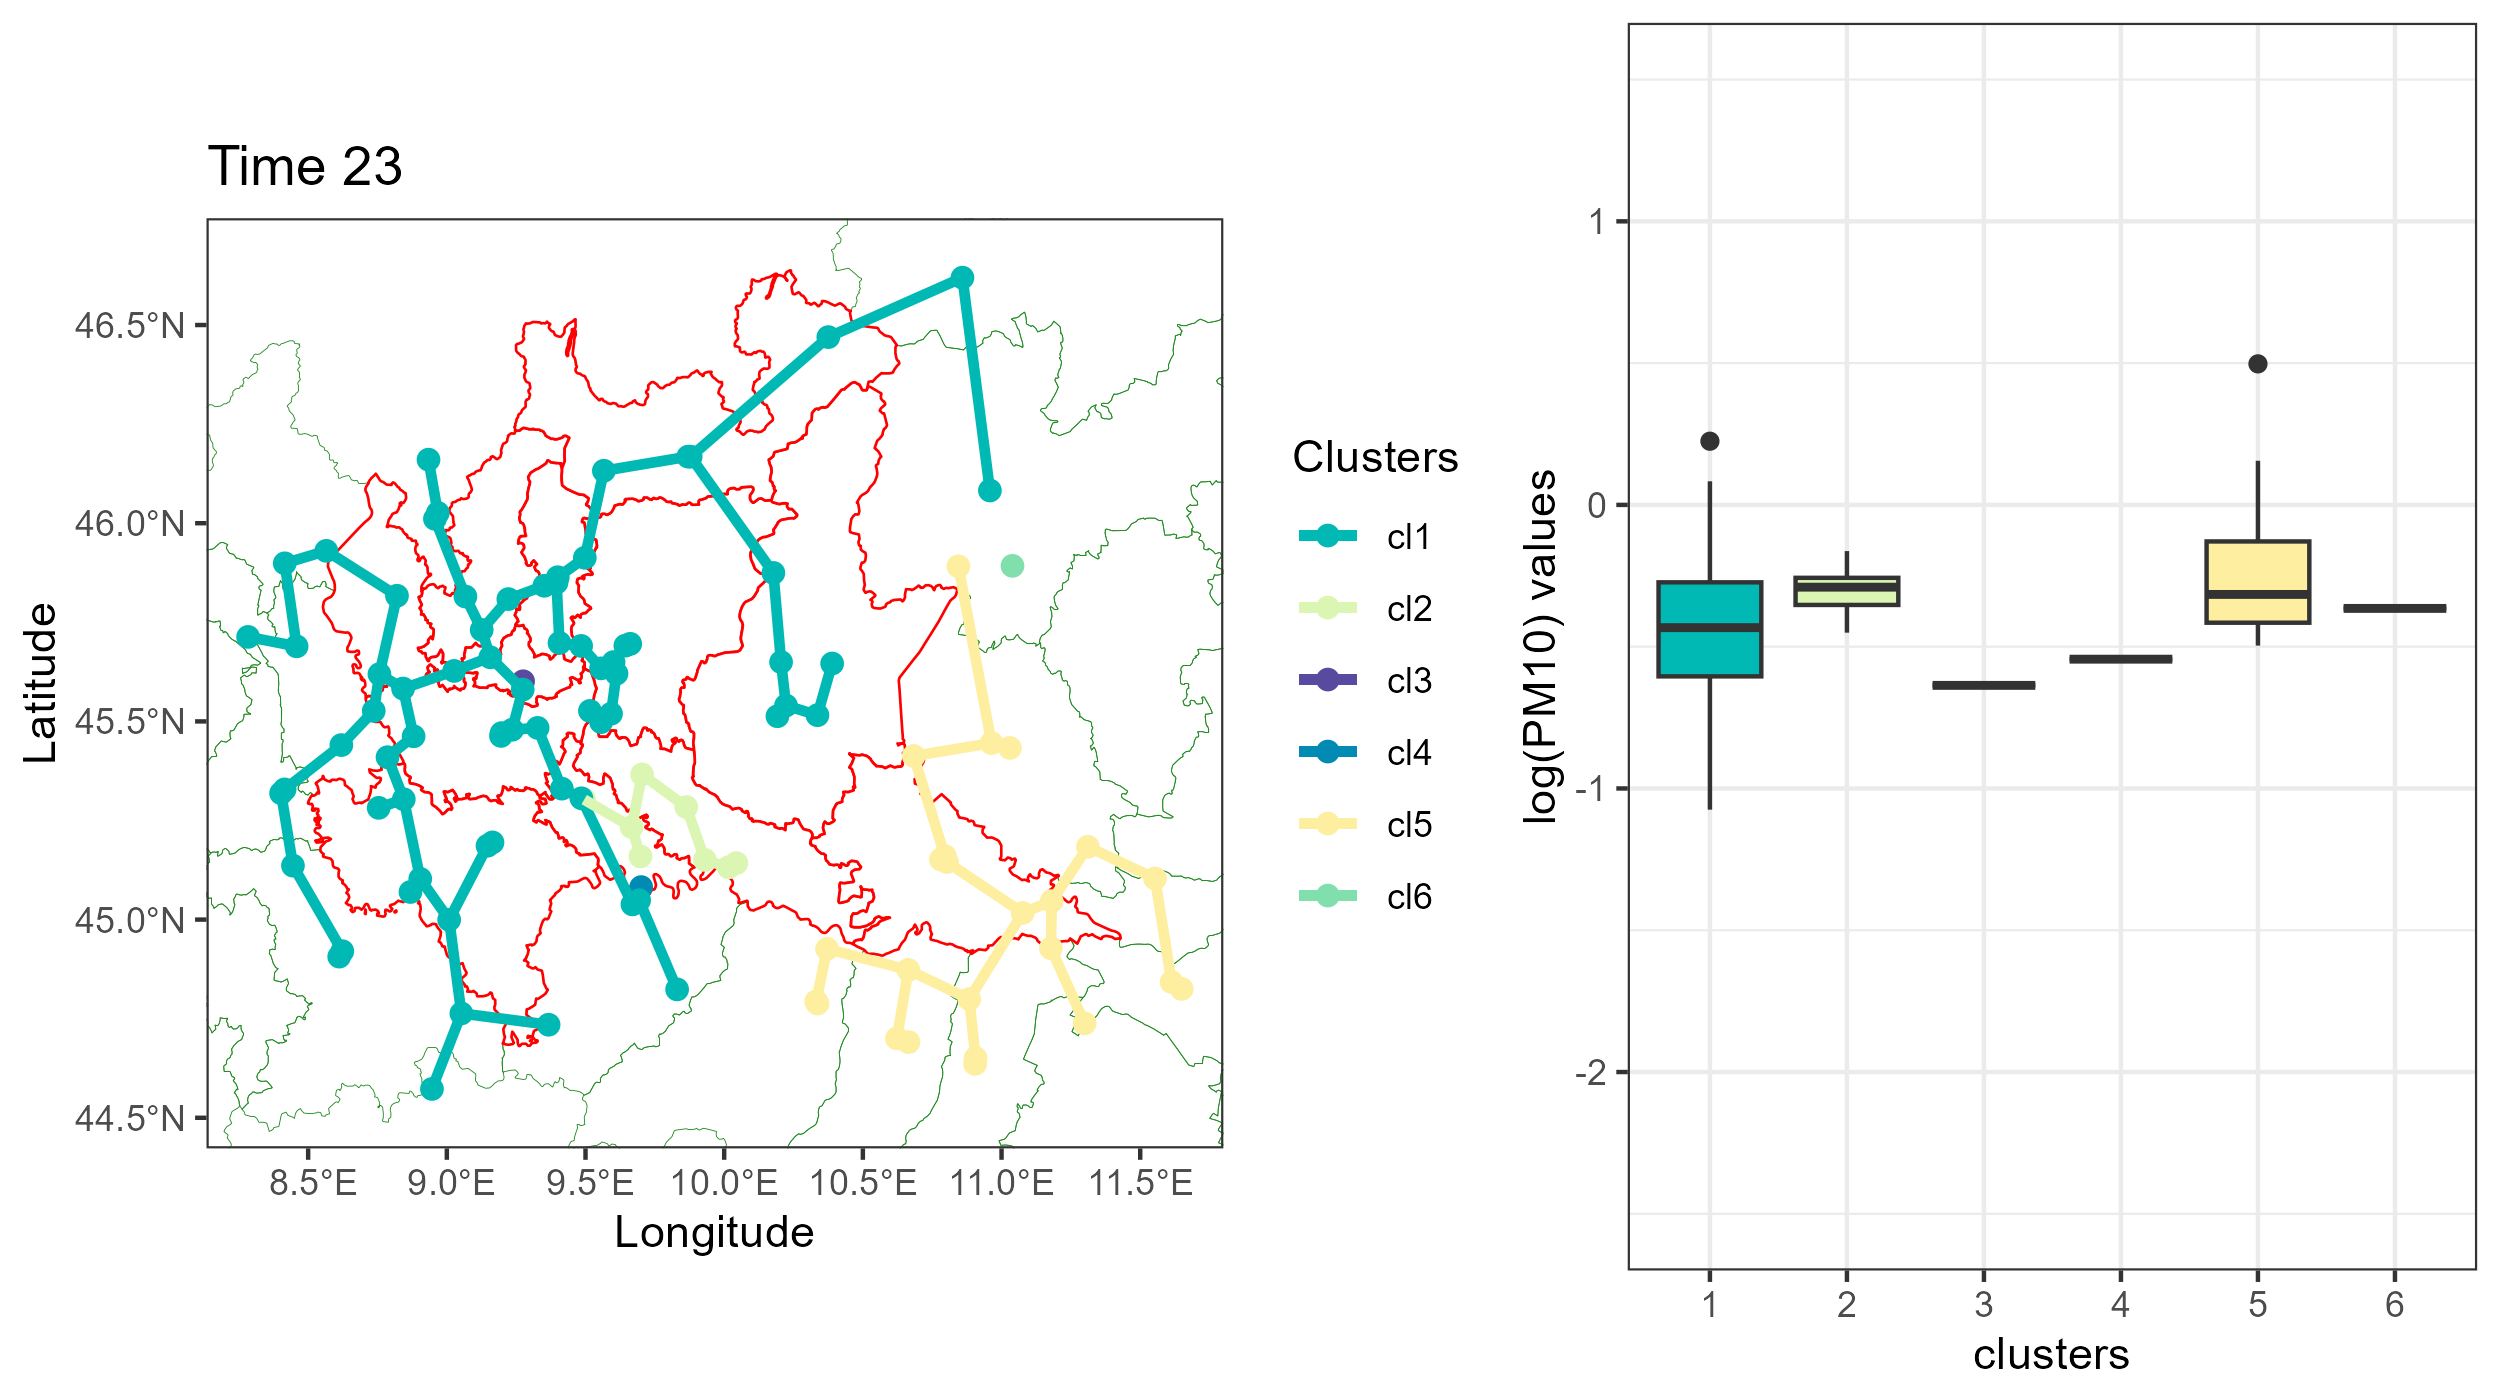 Time 23
Latitude
46.5°N
46.0°N
45.5°N
45.0°N
44.5°N
8.5°E 9.0°E 9.5°E 10.0°E 10.5°E 11.0°E 11.5°E
Longitude
Clusters
cl1
cl2
cl3
cl4
cl5
cl6
log(PM10) values
1
0
-1
-2
1 2 3 4 5 6
clusters